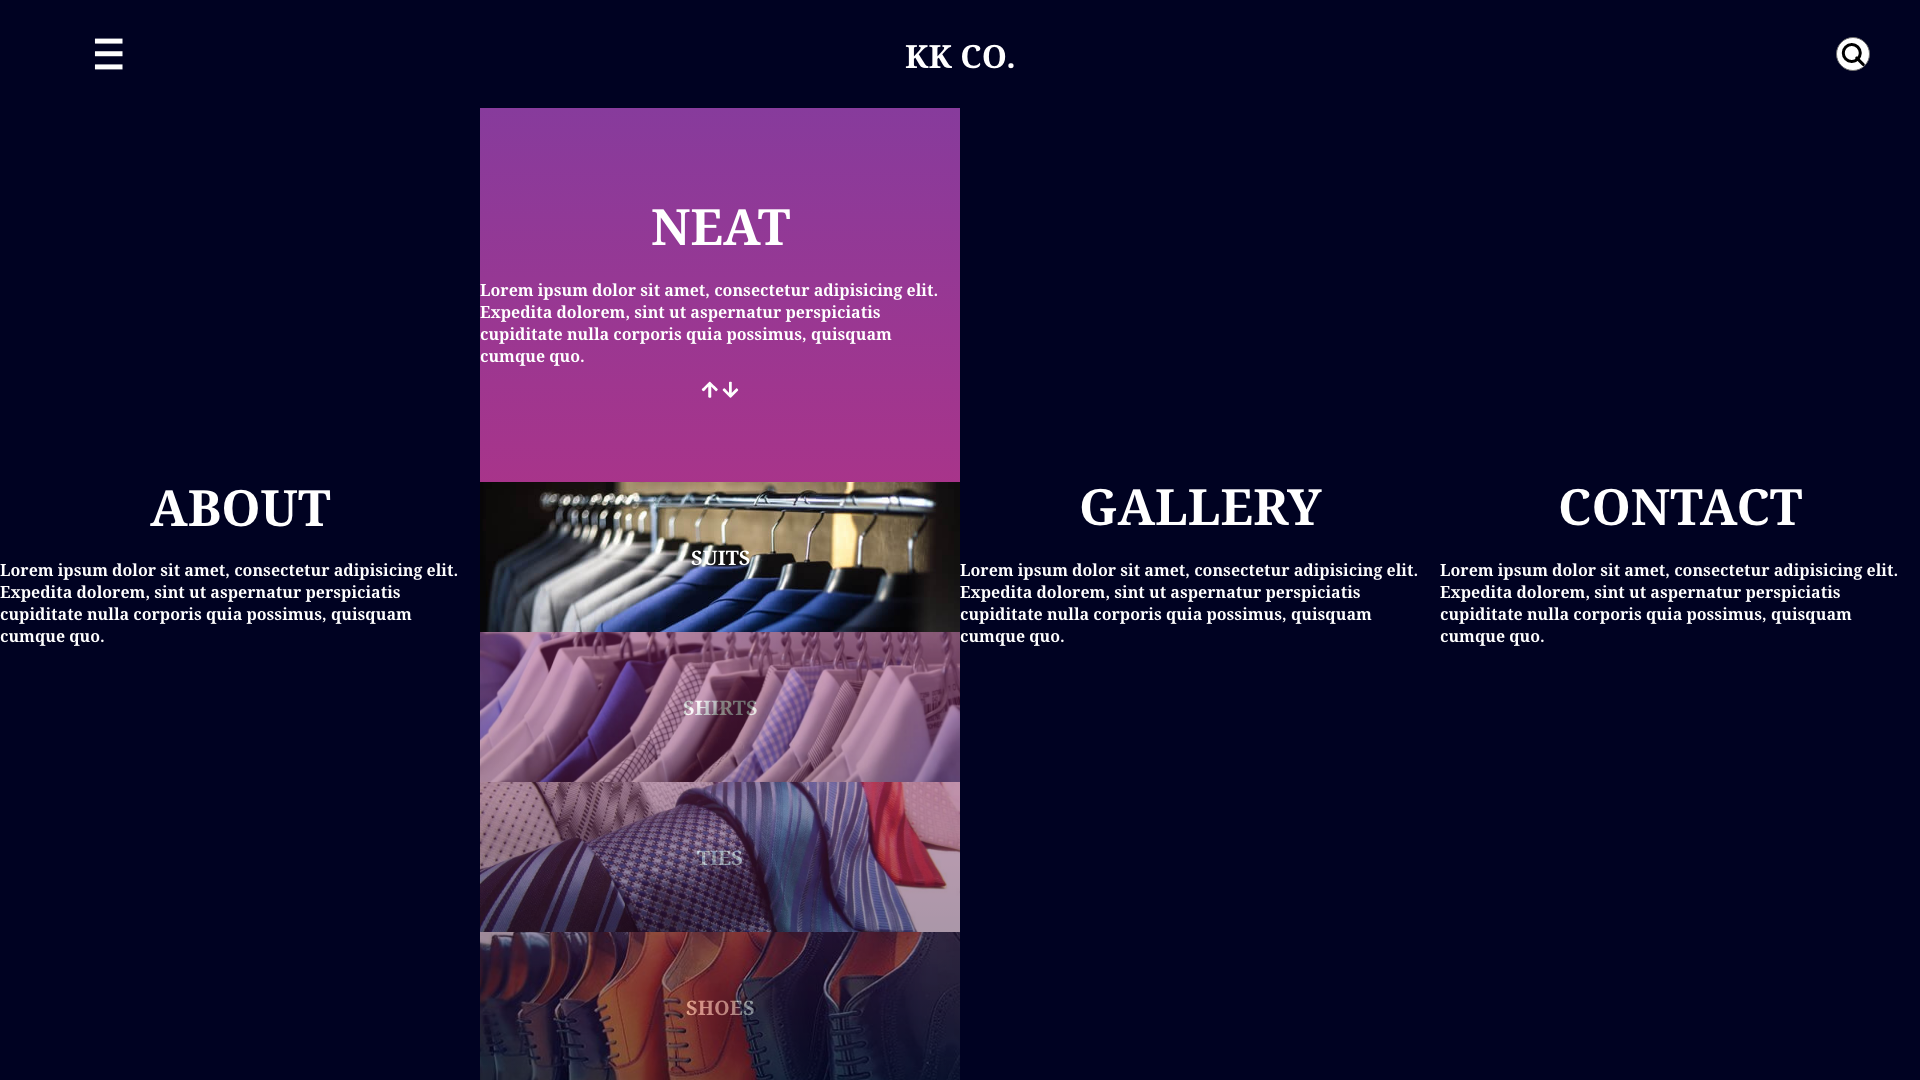 KK CO.
NEAT
Lorem ipsum dolor sit amet, consectetur adipisicing elit.
Expedita dolorem, sint ut aspernatur perspiciatis
cupiditate nulla corporis quia possimus, quisquam
cumque quo.
SUITS
SHIRTS
TIES
SHOES
ABOUT
Lorem ipsum dolor sit amet, consectetur adipisicing elit.
Expedita dolorem, sint ut aspernatur perspiciatis
cupiditate nulla corporis quia possimus, quisquam
cumque quo.
GALLERY
Lorem ipsum dolor sit amet, consectetur adipisicing elit.
Expedita dolorem, sint ut aspernatur perspiciatis
cupiditate nulla corporis quia possimus, quisquam
cumque quo.
CONTACT
Lorem ipsum dolor sit amet, consectetur adipisicing elit.
Expedita dolorem, sint ut aspernatur perspiciatis
cupiditate nulla corporis quia possimus, quisquam
cumque quo.